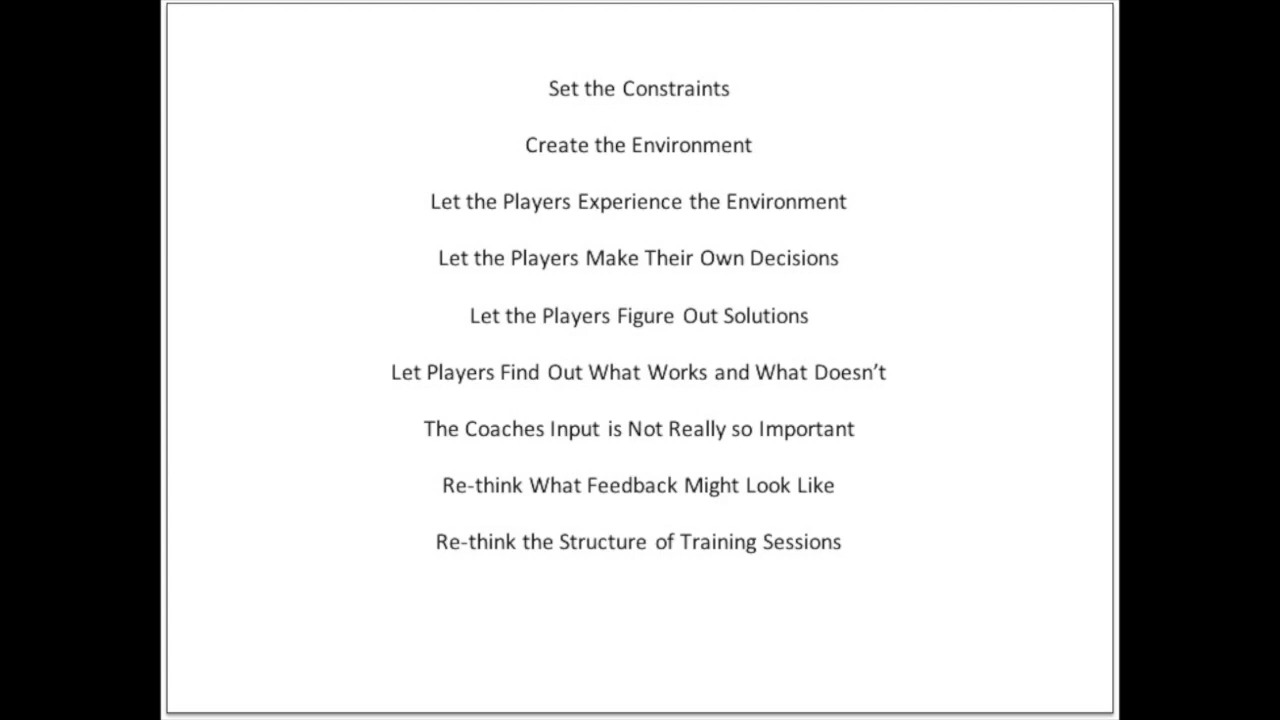 Set the Constraints
Create the Environment
Let the Players Experience the Environment
Let the Players Make Their Own Decisions
Let the Players Figure Out Solutions
Let Players Find Out What Works and What Doesn’t
The Coaches Input is Not Really so Important
Re-think What Feedback Might Look Like
Re-think the Structure of Training Sessions